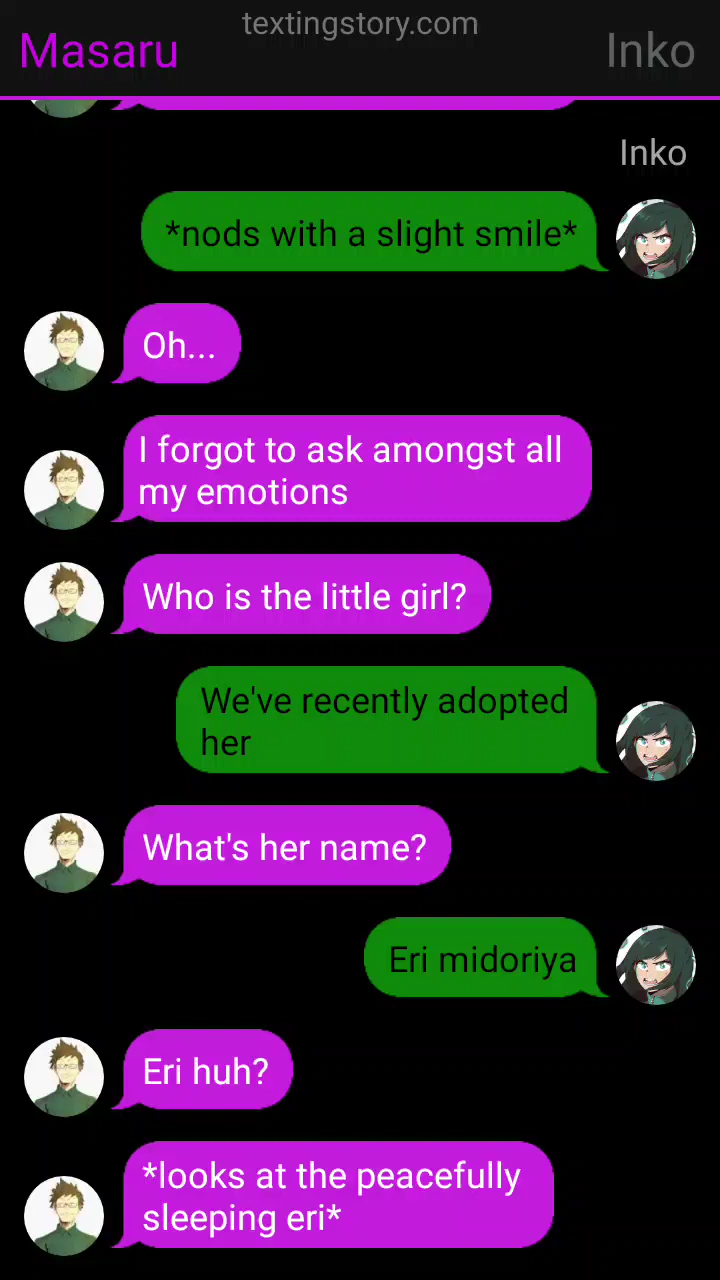 textingstory.com
Masaru
Inko
Inko
*nods with a slight smile*
Oh...
I forgot to ask amongst all
my emotions
Who is the little girl?
We've recently adopted
her
What's her name?
Eri midoriya
Eri huh?
*looks at the peacefully
sleeping eri*